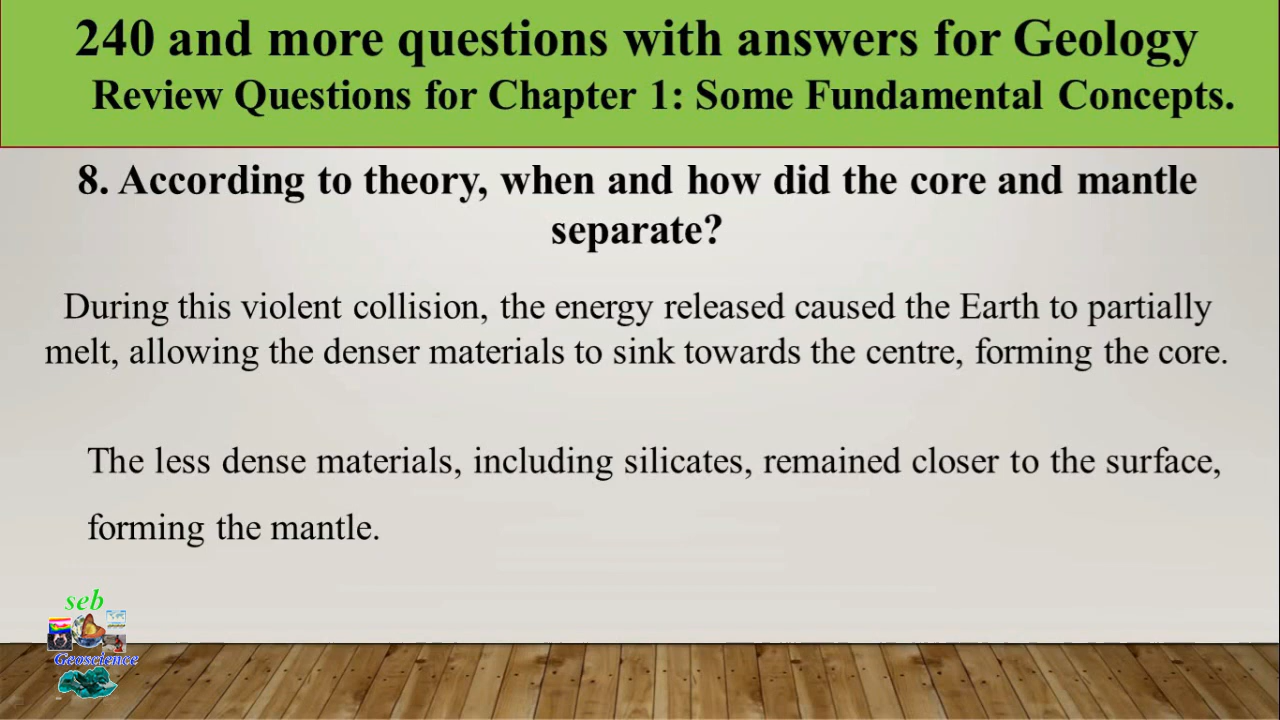 240 and more questions with answers for Geology
Review Questions for Chapter 1: Some Fundamental Concepts.
8. According to theory, when and how did the core and mantle
separate?
During this violent collision, the energy released caused the Earth to partially
melt, allowing the denser materials to sink towards the centre, forming the core.
The less dense materials, including silicates, remained closer to the surface,
forming the mantle.
seb
Geoscience